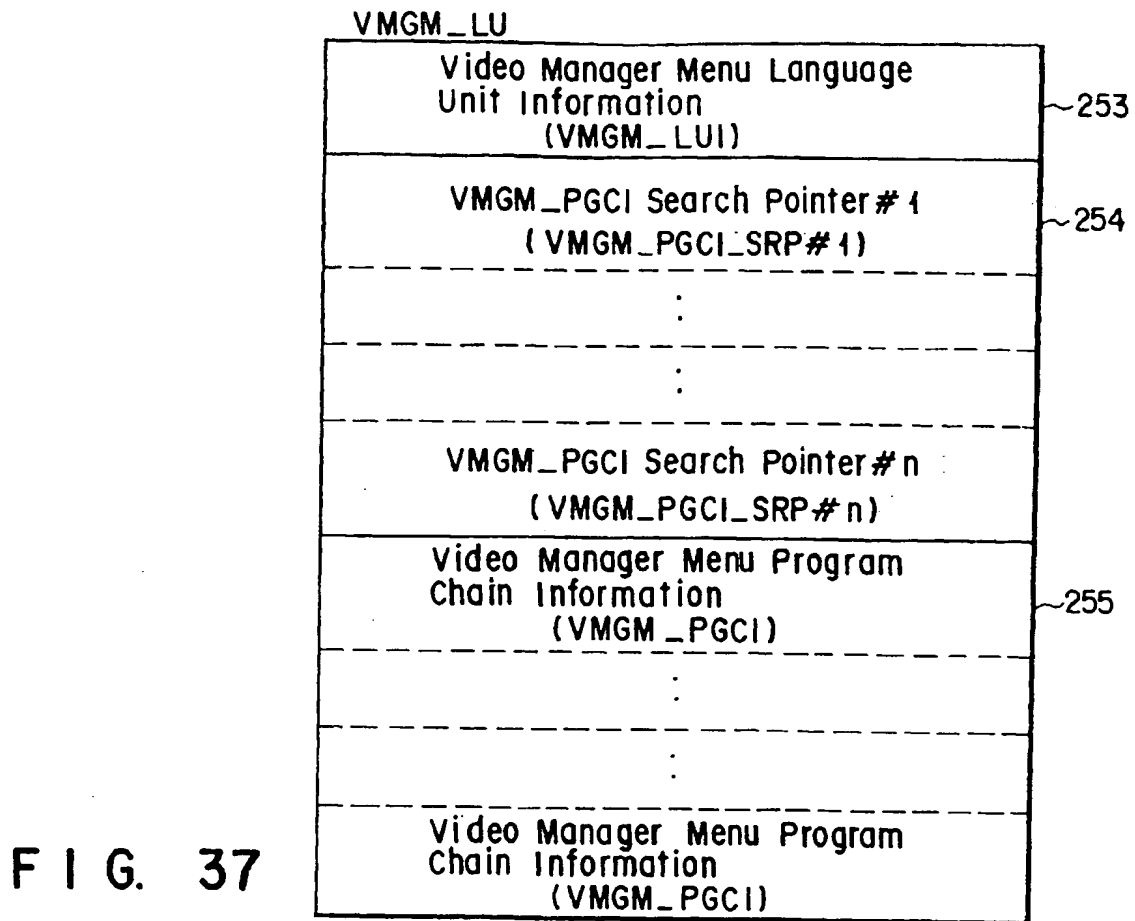 VMGM_LU
Video Manager Menu Language
Unit Information
(VMGM_LUI)
253
VMGM_PGCI Search Pointer#1
(VMGM_PGCI_SRP#1)
254
VMGM_PGCI Search Pointer#n
(VMGM_PGCI_SRP#n)
Video Manager Menu Program
Chain Information
(VMGM_PGCI)
255
Video Manager Menu Program
Chain Information
(VMGM_PGCI)
FIG. 37